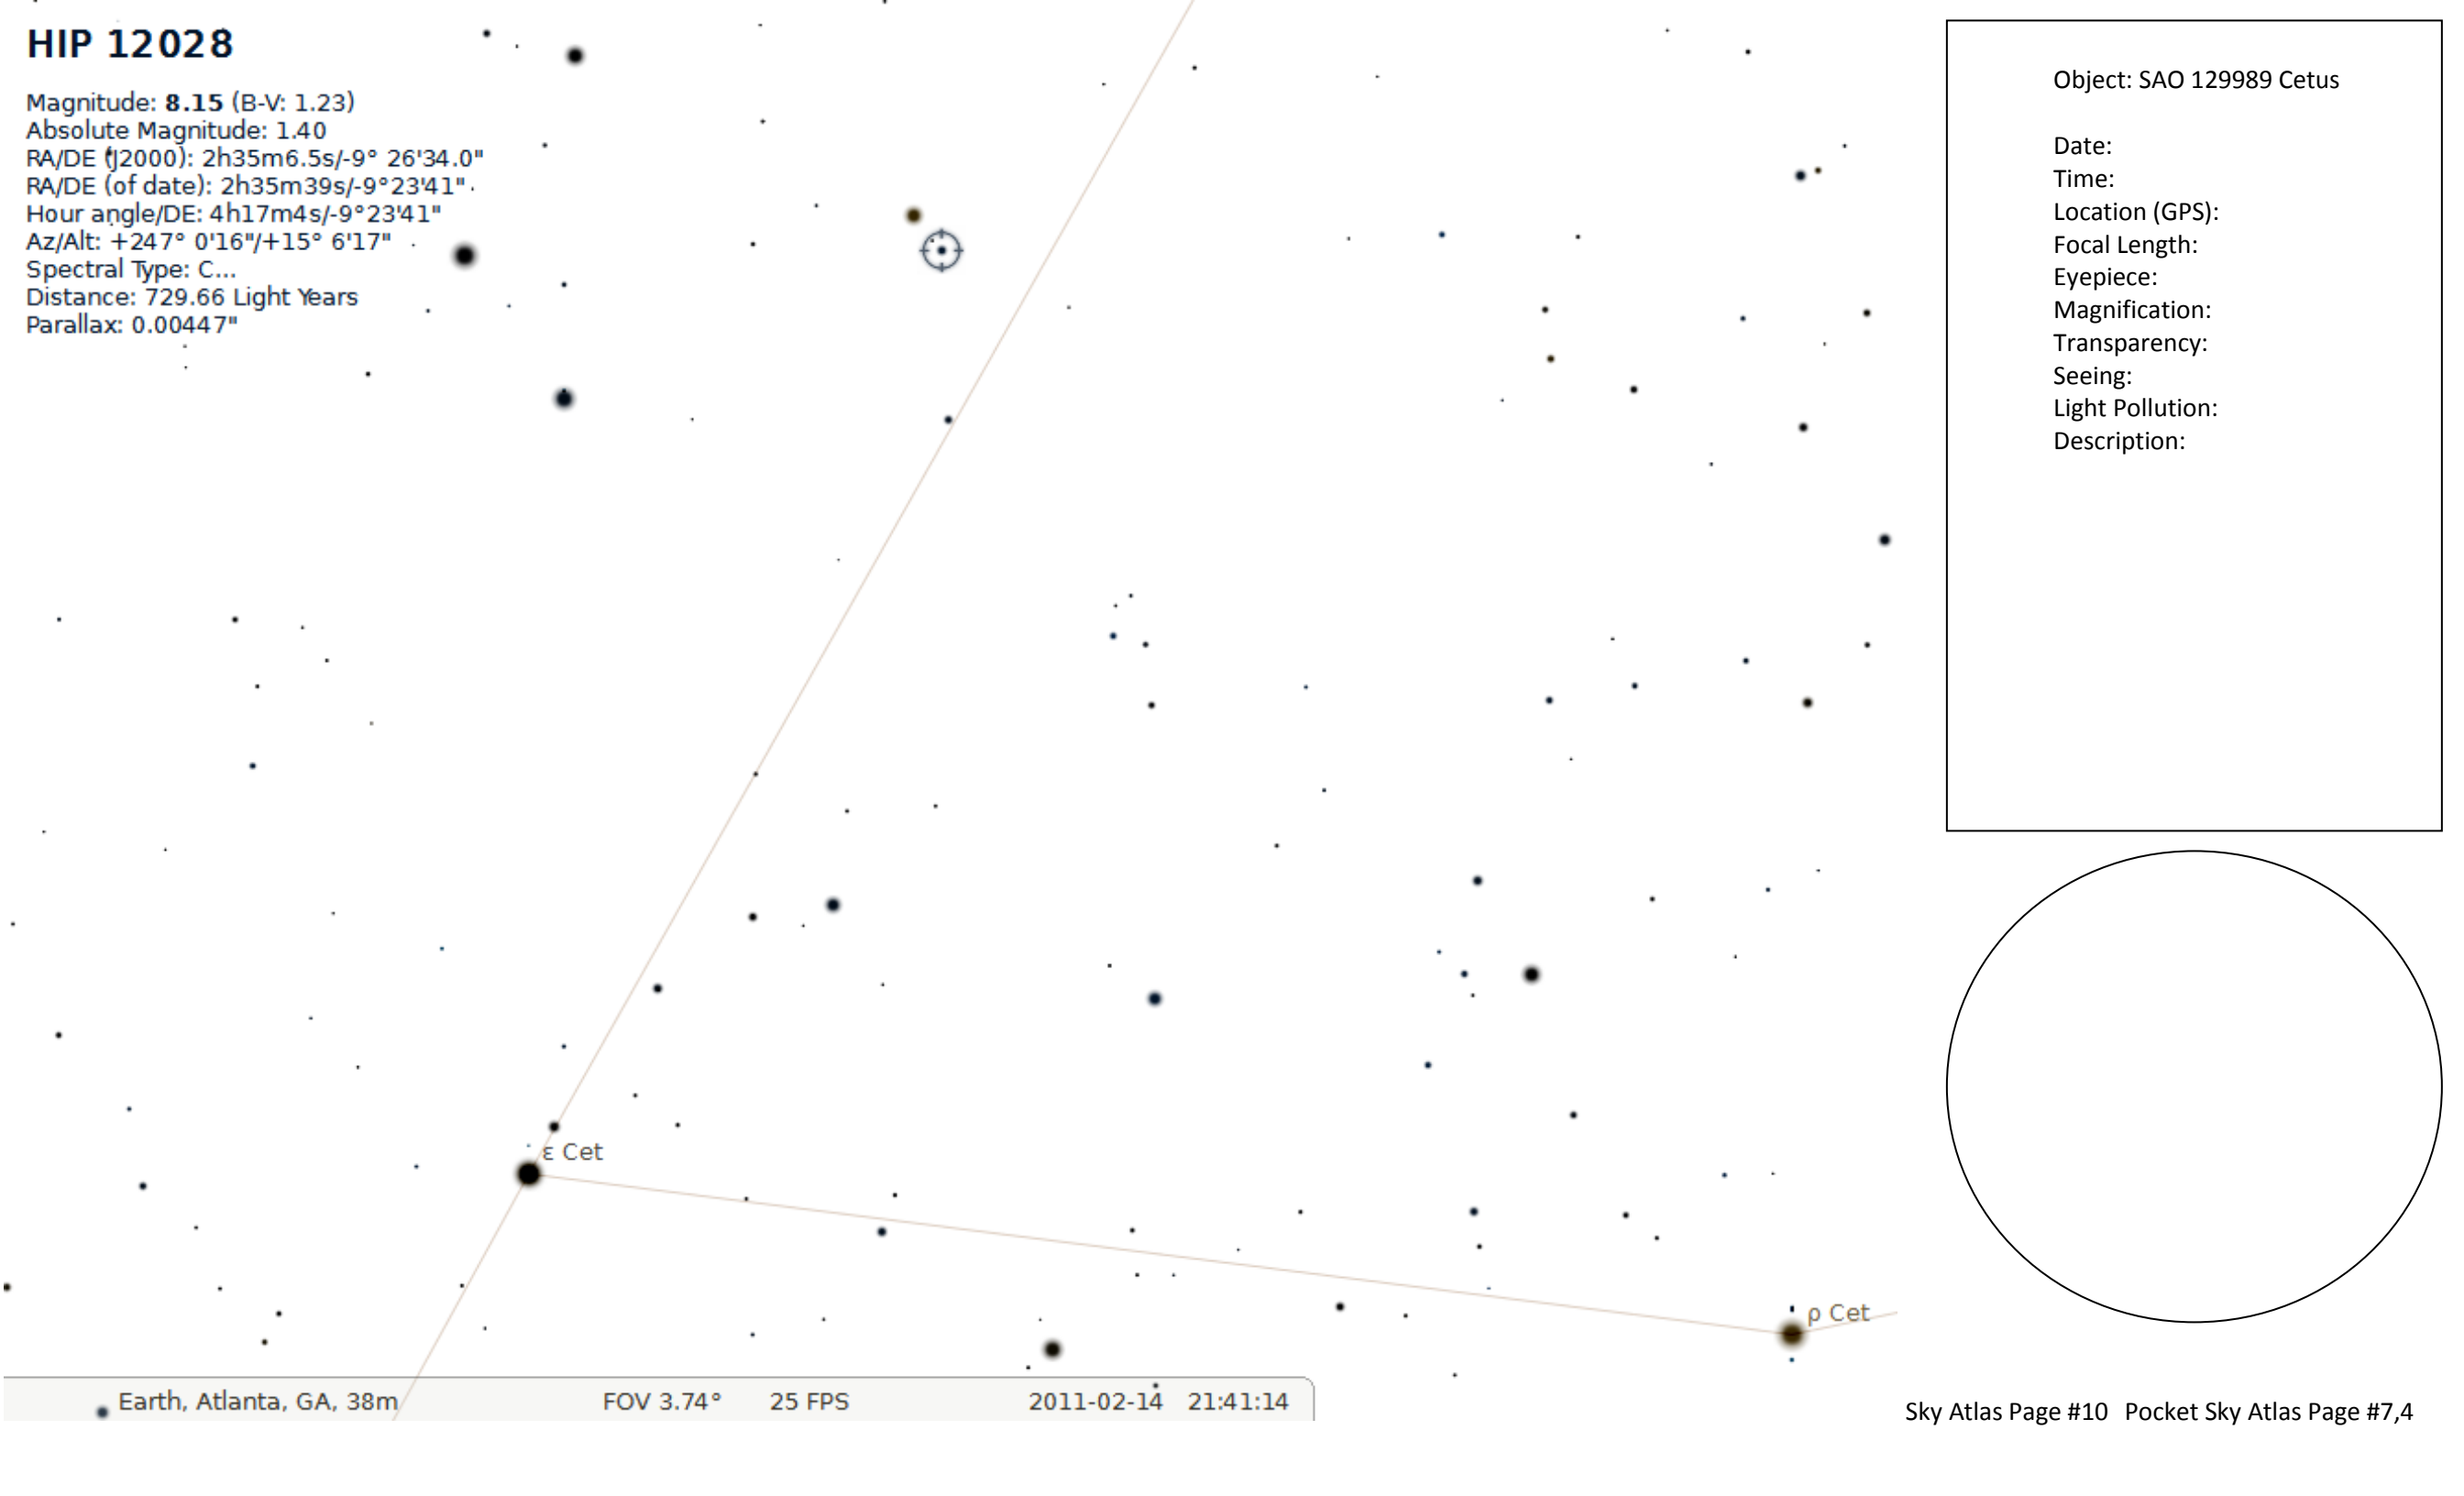 HIP 12028
Magnitude: 8.15 (B-V: 1.23)
Absolute Magnitude: 1.40
RA/DE (J2000): 2h35m6.5s/-9° 26'34.0"
RA/DE (of date): 2h35m39s/-9°23'41"
Hour angle/DE: 4h17m4s/-9°23'41"
Az/Alt: +247° 0'16"/+15° 6'17"
Spectral Type: C...
Distance: 729.66 Light Years
Parallax: 0.00447"
Object: SAO 129989 Cetus
Date:
Time:
Location (GPS):
Focal Length:
Eyepiece:
Magnification:
Transparency:
Seeing:
Light Pollution:
Description:
ε Cet
ρ Cet
Earth, Atlanta, GA, 38m FOV 3.74° 25 FPS 2011-02-14 21:41:14
Sky Atlas Page #10 Pocket Sky Atlas Page #7,4